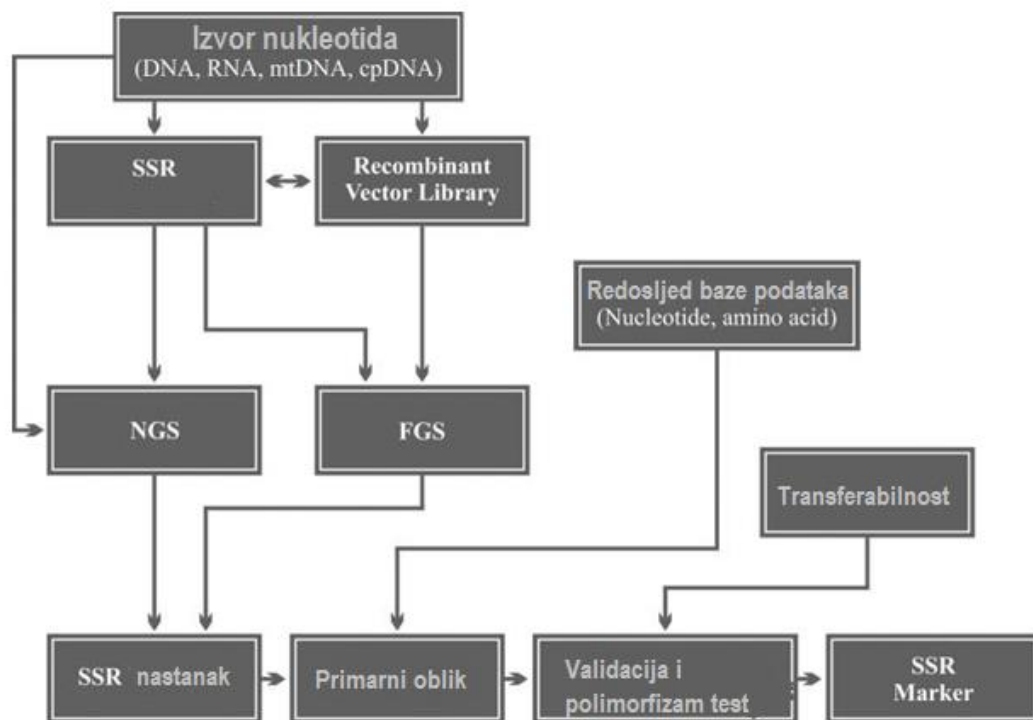 Izvor nukleotida
(DNA, RNA, mtDNA, cpDNA)
SSR
Recombinant
Vector Library
Redosljed baze podataka
(Nucleotide, amino acid)
NGS
FGS
Transferabilnost
SSR nastanak
Primarni oblik
Validacija i
polimorfizam test
SSR
Marker